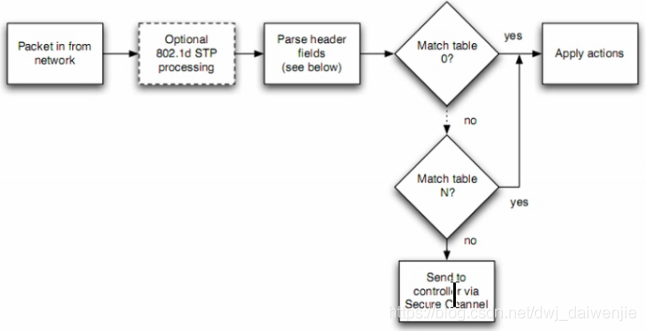 Packet in from
network
Optional
802.1d STP
processing
Parse header
fields
(see below)
Match table
0?
yes
Apply actions
no
Match table
N?
yes
no
Send to
controller via
Secure Channel
https://blog.csdn.net/dwj_daiwenjie